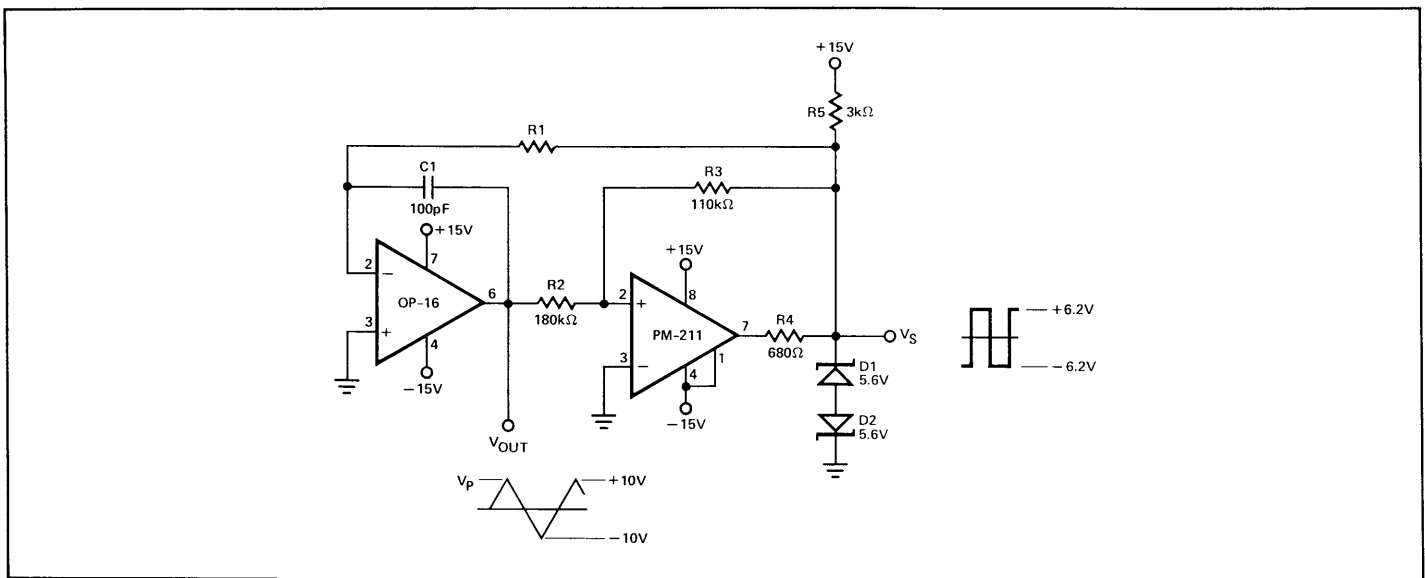 +15V
R5
3kΩ
R1
C1
100pF
R3
110kΩ
+15V
7
2
−
OP-16
6
3
+
4
−15V
R2
180kΩ
+15V
8
2
+
PM-211
7
3
−
4
1
−15V
R4
680Ω
VS
+6.2V
−6.2V
D1
5.6V
D2
5.6V
VOUT
VP
+10V
−10V